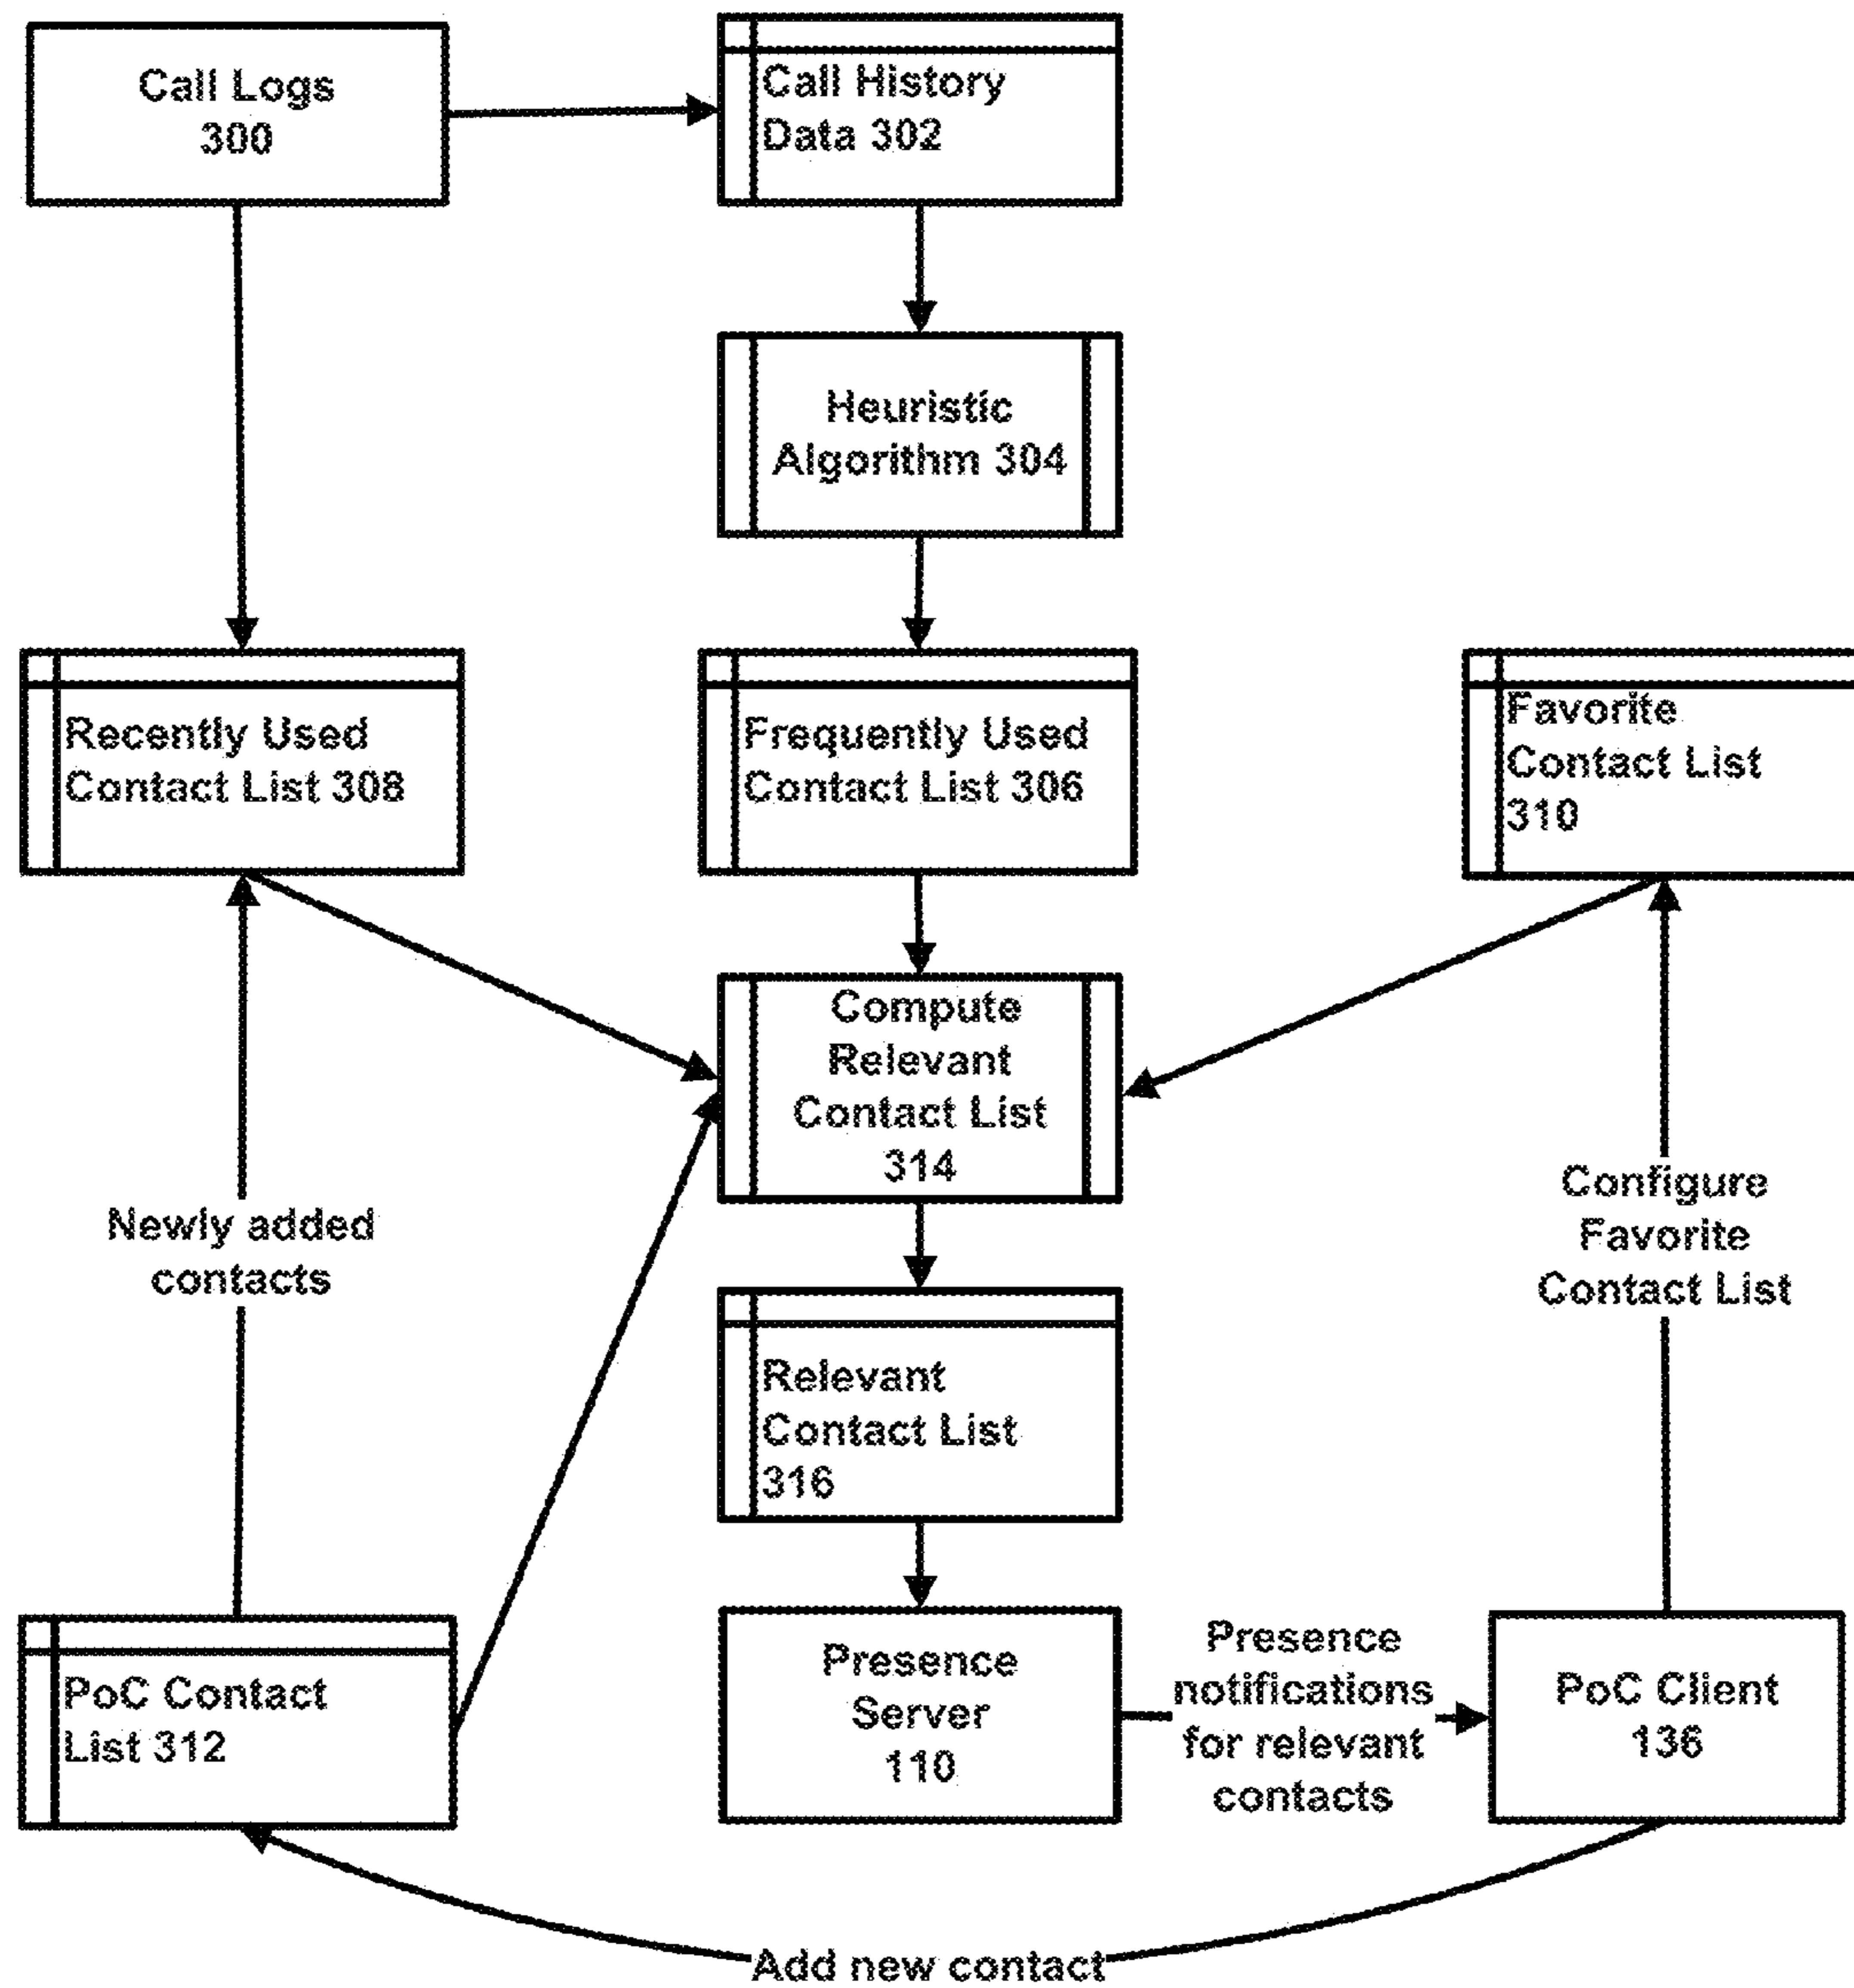 Call Logs
300
Call History
Data 302
Heuristic
Algorithm 304
Recently Used
Contact List 308
Frequently Used
Contact List 306
Favorite
Contact List
310
Compute
Relevant
Contact List
314
Newly added
contacts
Configure
Favorite
Contact List
Relevant
Contact List
316
PoC Contact
List 312
Presence
Server
110
Presence
notifications
for relevant
contacts
PoC Client
136
Add new contact